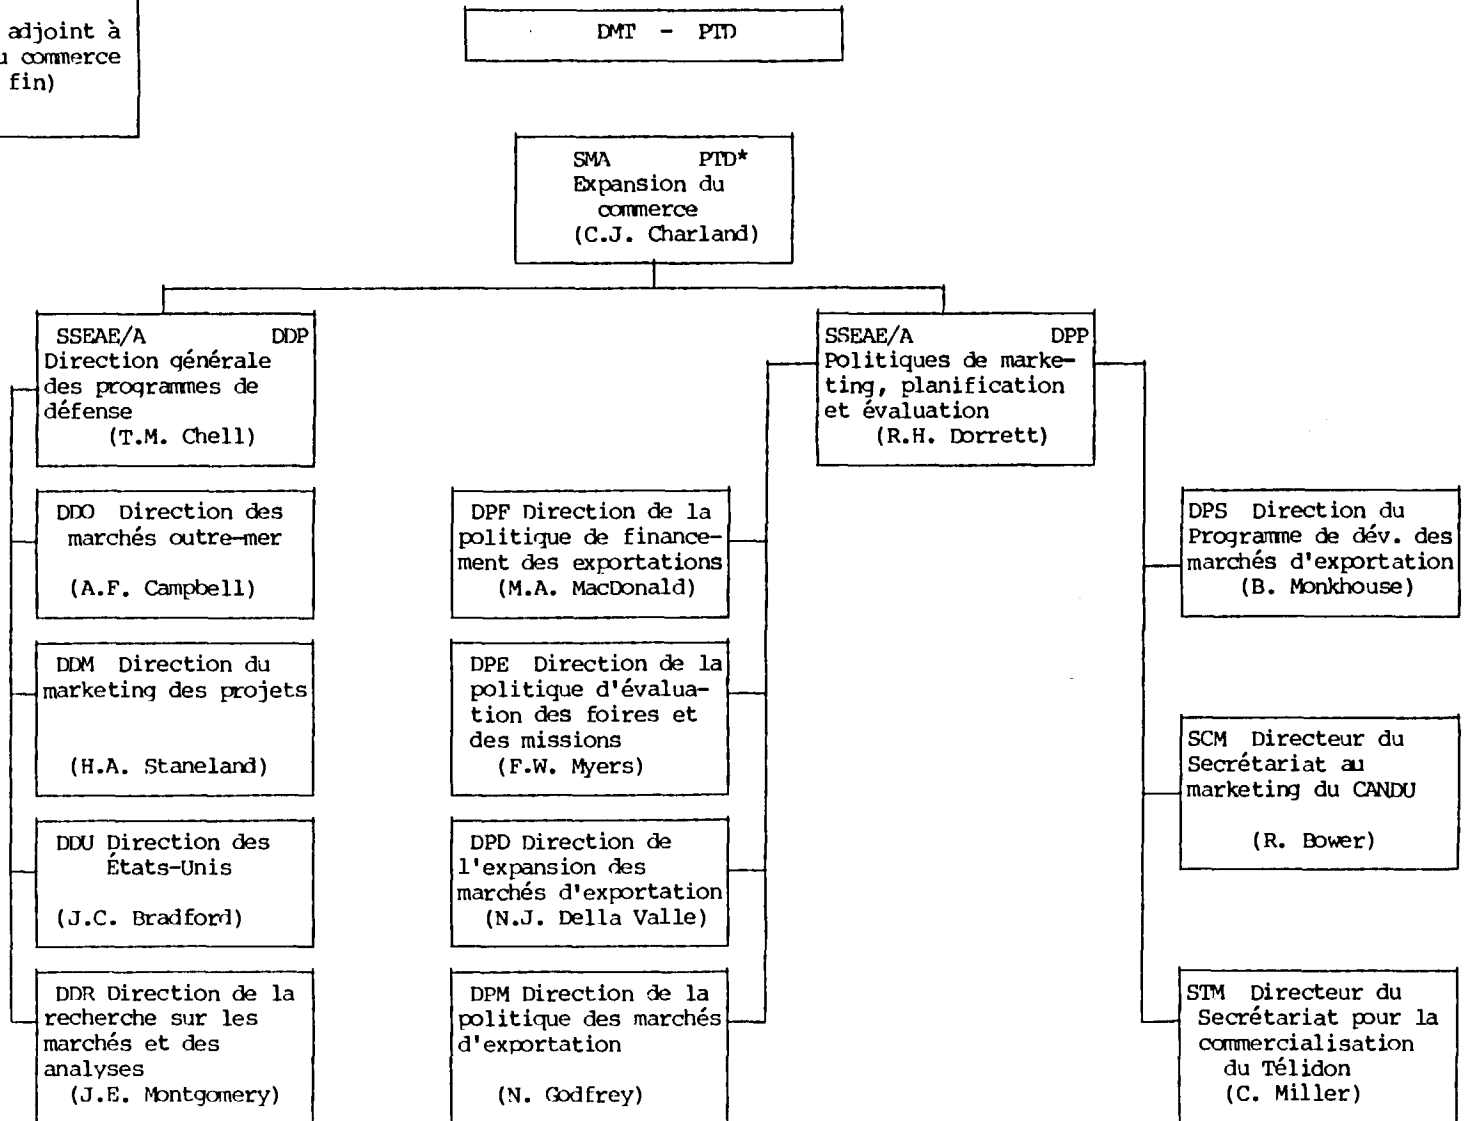 adjoint à
u commerce
fin)
DMT - PTD
SMA PTD*
Expansion du
commerce
(C.J. Charland)
SSEAE/A DDP
Direction générale
des programmes de
défense
(T.M. Chell)
SSEAE/A DPP
Politiques de marke-
ting, planification
et évaluation
(R.H. Dorrett)
DDO Direction des
marchés outre-mer
(A.F. Campbell)
DDM Direction du
marketing des projets
(H.A. Staneland)
DDU Direction des
États-Unis
(J.C. Bradford)
DDR Direction de la
recherche sur les
marchés et des
analyses
(J.E. Montgomery)
DPF Direction de la
politique de finance-
ment des exportations
(M.A. MacDonald)
DPE Direction de la
politique d'évalua-
tion des foires et
des missions
(F.W. Myers)
DPD Direction de
l'expansion des
marchés d'exportation
(N.J. Della Valle)
DPM Direction de la
politique des marchés
d'exportation
(N. Godfrey)
DPS Direction du
Programme de dév. des
marchés d'exportation
(B. Monkhouse)
SCM Directeur du
Secrétariat au
marketing du CANDU
(R. Bower)
STM Directeur du
Secrétariat pour la
commercialisation
du Télidon
(C. Miller)